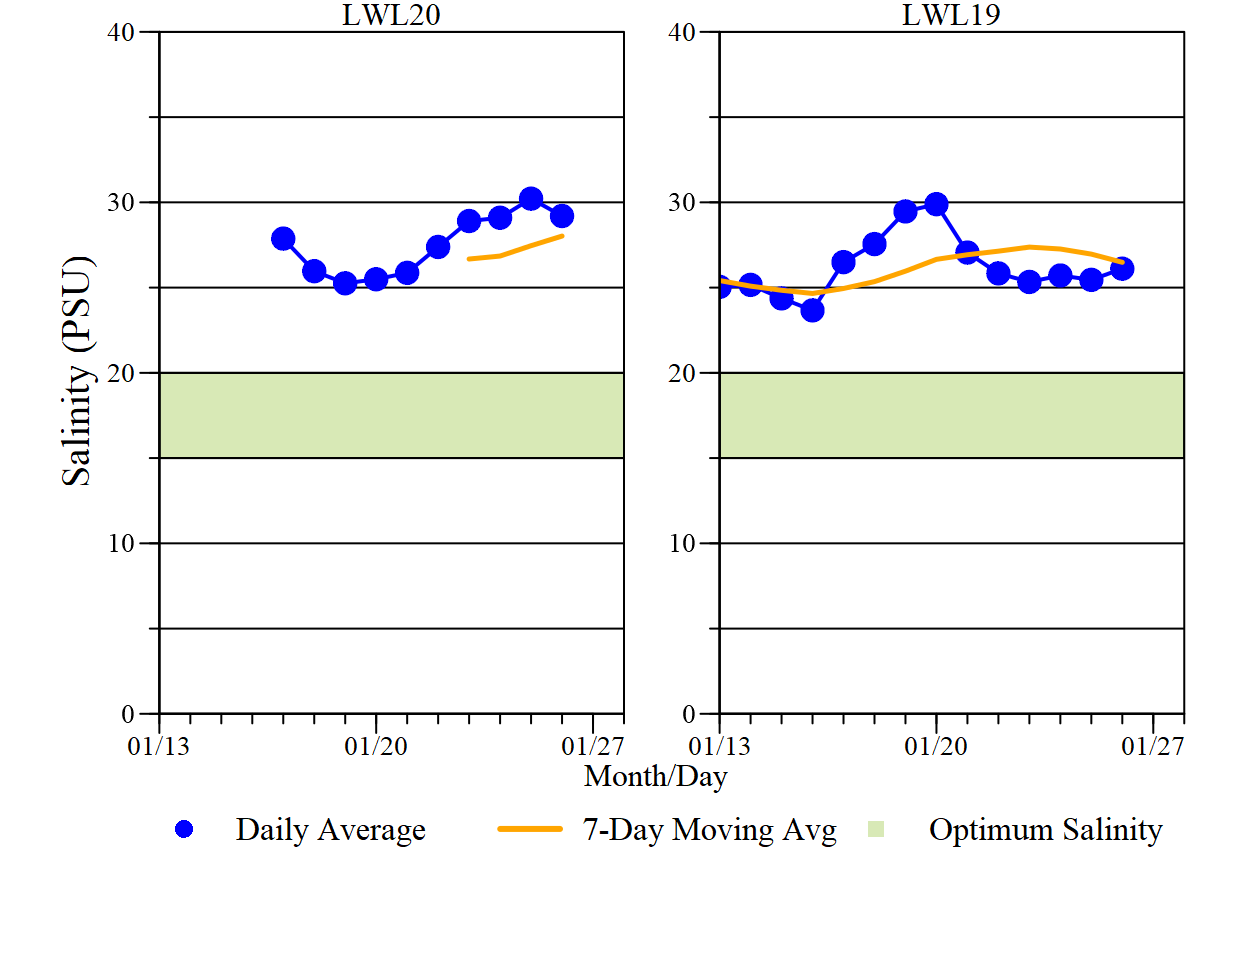 LWL20
LWL19
40
30
20
10
0
40
30
20
10
0
Salinity (PSU)
01/13
01/20
01/27
01/13
01/20
01/27
Month/Day
Daily Average
7-Day Moving Avg
Optimum Salinity